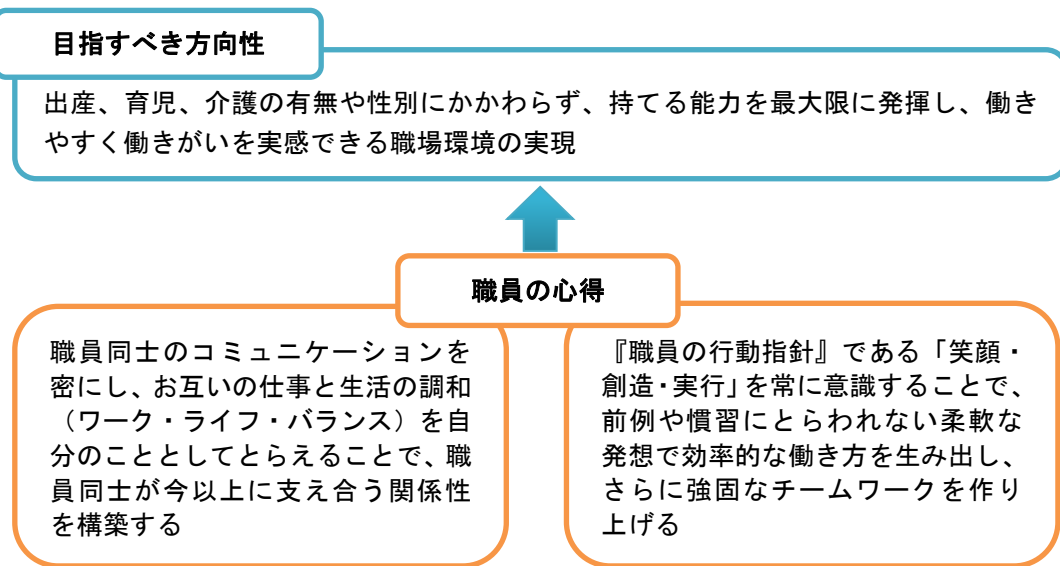 目指すべき方向性
出産、育児、介護の有無や性別にかかわらず、持てる能力を最大限に発揮し、働き
やすく働きがいを実感できる職場環境の実現
職員の心得
職員同士のコミュニケーションを
密にし、お互いの仕事と生活の調和
（ワーク・ライフ・バランス）を自
分のこととしてとらえることで、職
員同士が今以上に支え合う関係性
を構築する
『職員の行動指針』である「笑顔・
創造・実行」を常に意識することで、
前例や慣習にとらわれない柔軟な
発想で効率的な働き方を生み出し、
さらに強固なチームワークを作り
上げる